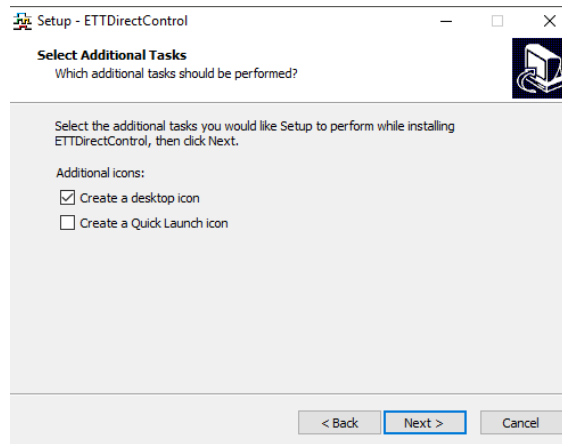 Setup - ETTDirectControl
Select Additional Tasks
Which additional tasks should be performed?
Select the additional tasks you would like Setup to perform while installing
ETTDirectControl, then click Next.
Additional icons:
Create a desktop icon
Create a Quick Launch icon
< Back Next > Cancel